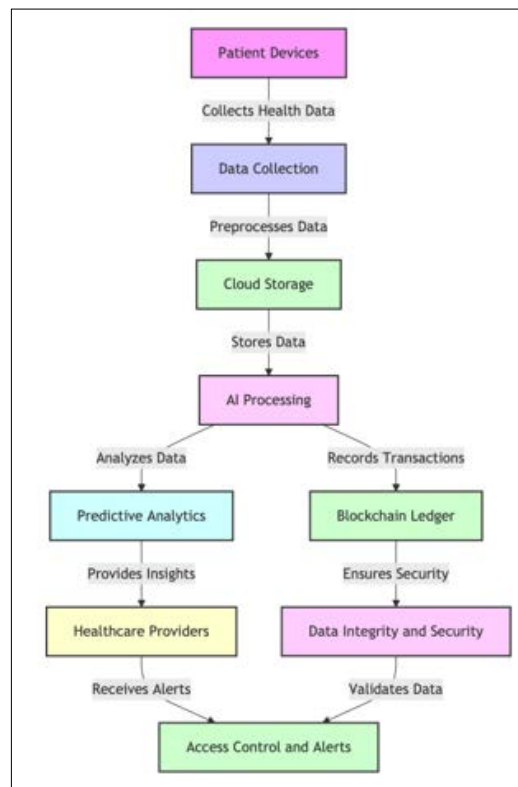 Patient Devices
Collects Health Data
Data Collection
Preprocesses Data
Cloud Storage
Stores Data
AI Processing
Analyzes Data
Records Transactions
Predictive Analytics
Blockchain Ledger
Provides Insights
Ensures Security
Healthcare Providers
Data Integrity and Security
Receives Alerts
Validates Data
Access Control and Alerts